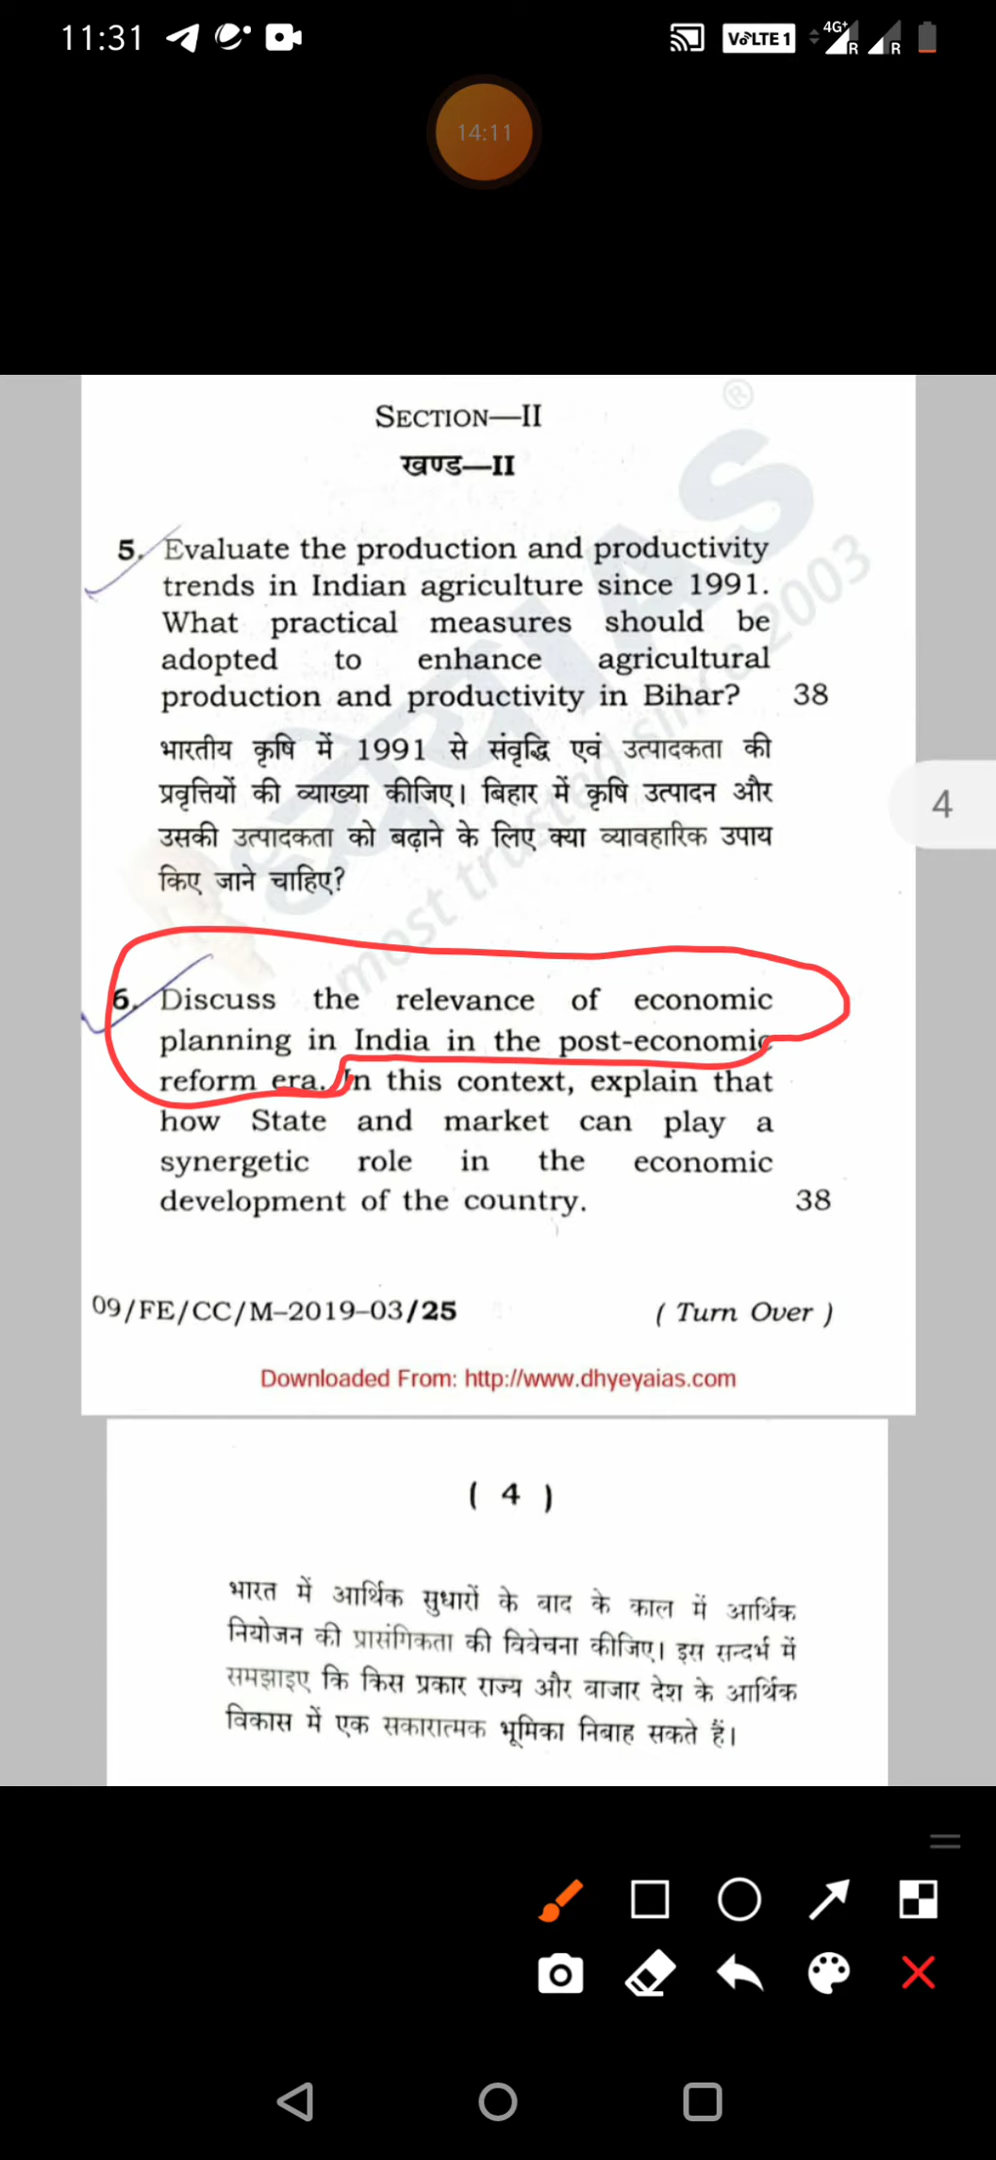 11:31
VoLTE 1
4G+
R
R
14:11
SECTION—II
खण्ड—II
5. Evaluate the production and productivity
trends in Indian agriculture since 1991.
What practical measures should be
adopted to enhance agricultural
production and productivity in Bihar? 38
भारतीय कृषि में 1991 से संवृद्धि एवं उत्पादकता की
प्रवृत्तियों की व्याख्या कीजिए। बिहार में कृषि उत्पादन और
उसकी उत्पादकता को बढ़ाने के लिए क्या व्यावहारिक उपाय
किए जाने चाहिए?
4
6. Discuss the relevance of economic
planning in India in the post-economic
reform era. In this context, explain that
how State and market can play a
synergetic role in the economic
development of the country. 38
09/FE/CC/M-2019-03/25 ( Turn Over )
Downloaded From: http://www.dhyeyaias.com
( 4 )
भारत में आर्थिक सुधारों के बाद के काल में आर्थिक
नियोजन की प्रासंगिकता की विवेचना कीजिए। इस सन्दर्भ में
समझाइए कि किस प्रकार राज्य और बाजार देश के आर्थिक
विकास में एक सकारात्मक भूमिका निबाह सकते हैं।
ध्येयIAS ®
most trusted since 2003